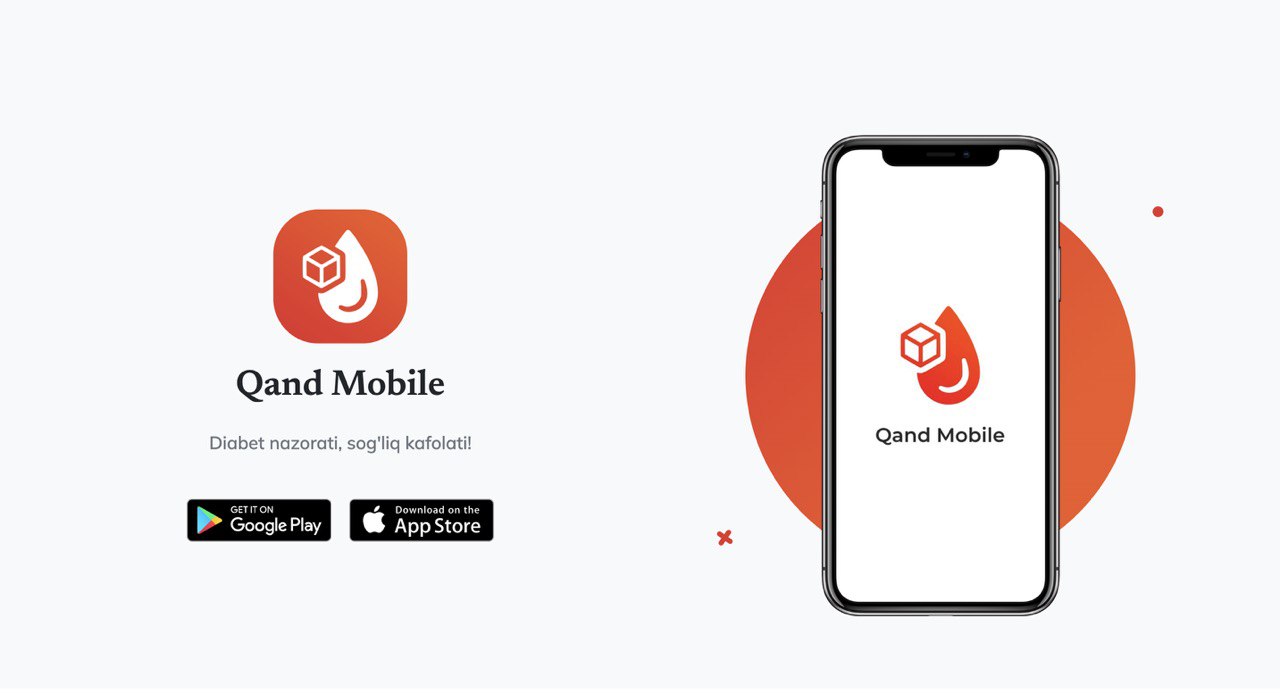 Qand Mobile
Diabet nazorati, sog'liq kafolati!
GET IT ON
Google Play
Download on the
App Store
Qand Mobile